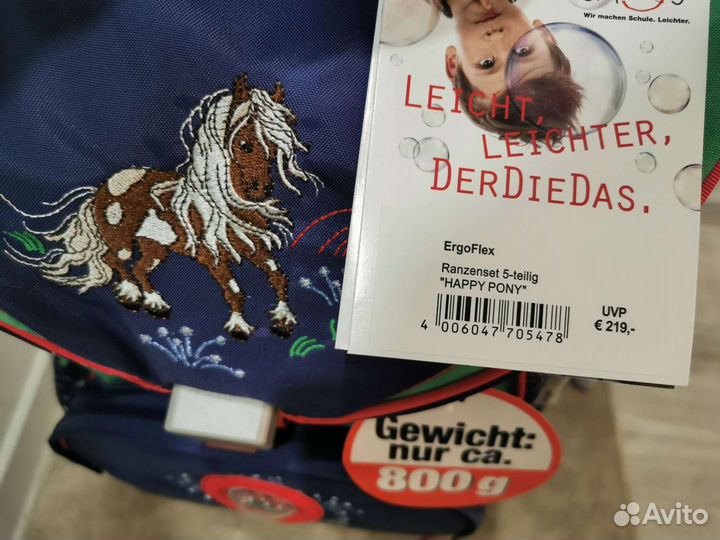 Wir machen Schule. Leichter.
LEICHT,
LEICHTER,
DERDIEDAS.
ErgoFlex
Ranzenset 5-teilig
"HAPPY PONY"
UVP
€ 219,-
4 006047 705478
Gewicht:
nur ca.
800 g
Avito